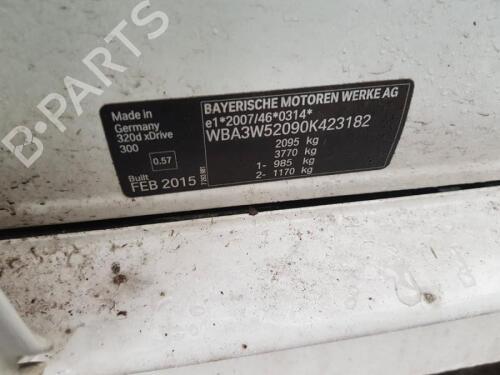 B-PARTS
Made in
Germany
320d xDrive
300
0.57
Built
FEB 2015
BAYERISCHE MOTOREN WERKE AG
e1*2007/46*0314*
WBA3W52090K423182
2095 kg
3770 kg
1- 985 kg
2- 1170 kg